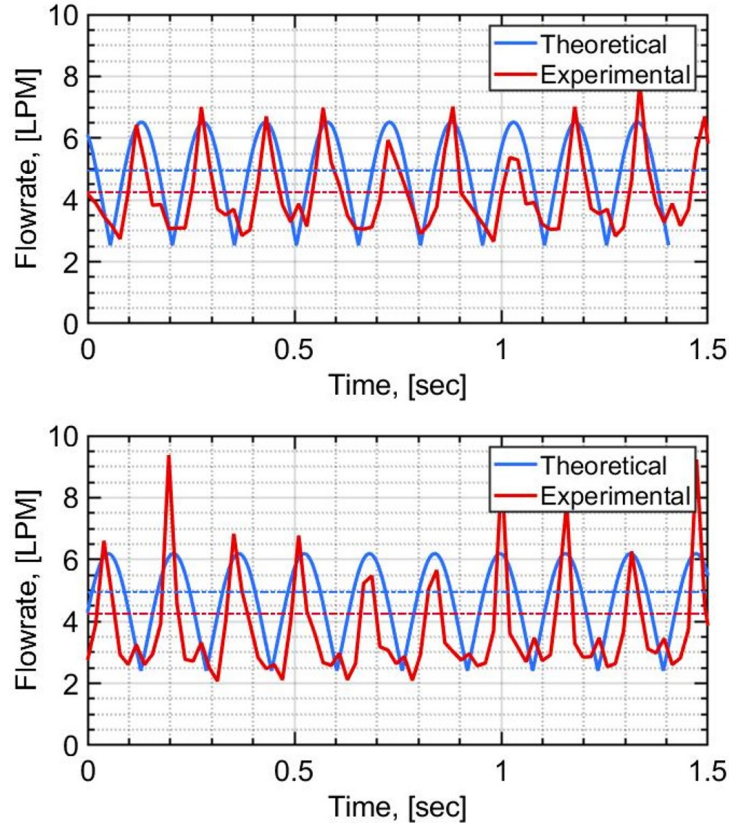 10
8
6
4
2
0
Flowrate, [LPM]
Theoretical
Experimental
0 0.5 1 1.5
Time, [sec]
10
8
6
4
2
0
Flowrate, [LPM]
Theoretical
Experimental
0 0.5 1 1.5
Time, [sec]